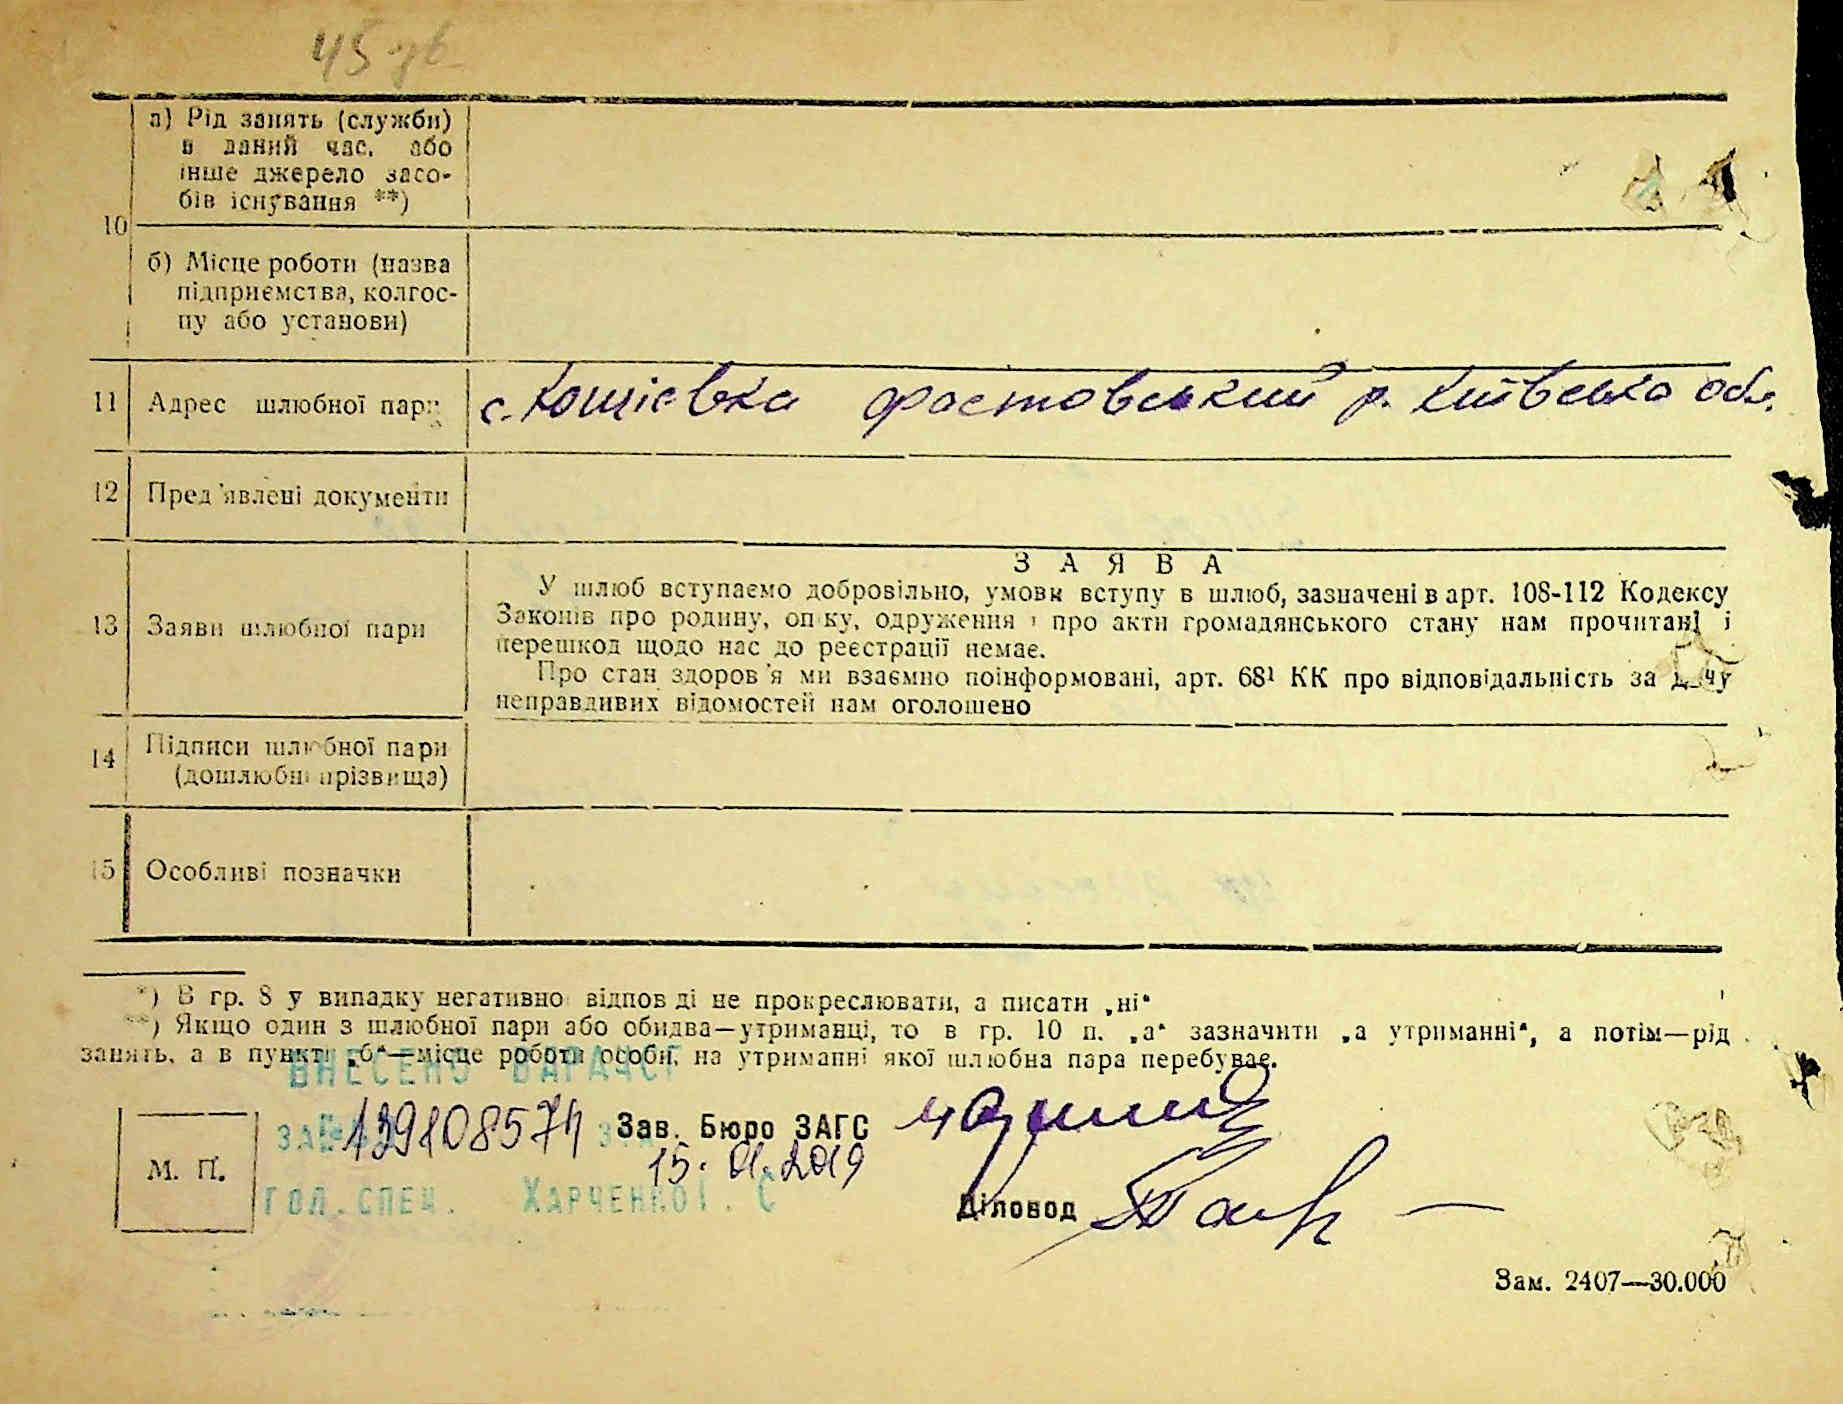 45 зв
а) Рід занять (служби)
в даний час, або
інше джерело засо-
бів існування **)
10
б) Місце роботи (назва
підприємства, колгос-
пу або установи)
11 Адрес шлюбної пари с. Кощіевка фастовський р. Київська обл.
12 Пред'явлені документи
ЗАЯВА
У шлюб вступаємо добровільно, умови вступу в шлюб, зазначені в арт. 108-112 Кодексу
13 Заяви шлюбної пари
Законів про родину, опіку, одруження і про акти громадянського стану нам прочитані і
перешкод щодо нас до реєстрації немає.
Про стан здоров'я ми взаємно поінформовані, арт. 68¹ КК про відповідальність за дачу
неправдивих відомостей нам оголошено
14 Підписи шлюбної пари
(дошлюбні прізвища)
15 Особливі позначки
*) В гр. 8 у випадку негативної відповіді не прокреслювати, а писати „ні“
**) Якщо один з шлюбної пари або обидва—утриманці, то в гр. 10 п. „а“ зазначити „а утриманні“, а потім—рід
занять, а в пункті „б“—місце роботи особи, на утриманні якої шлюбна пара перебуває.
ВНЕСЕНО В ДРАЦСГ
Зав. Бюро ЗАГС
15.01.2019
М. П.
ГОЛ.СПЕЦ. ХАРЧЕНКО І. С
Діловод
Зам. 2407—30.000